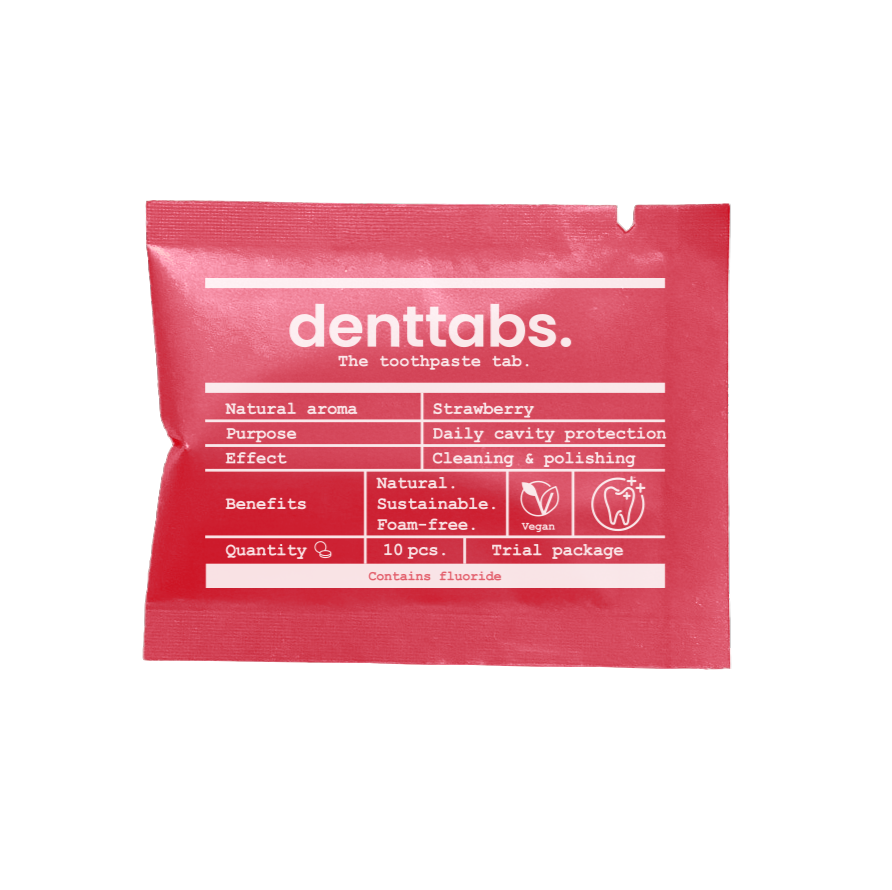 denttabs.
The toothpaste tab.
Natural aroma Strawberry
Purpose Daily cavity protection
Effect Cleaning & polishing
Benefits
Natural.
Sustainable.
Foam-free.
Vegan
Quantity 10 pcs. Trial package
Contains fluoride